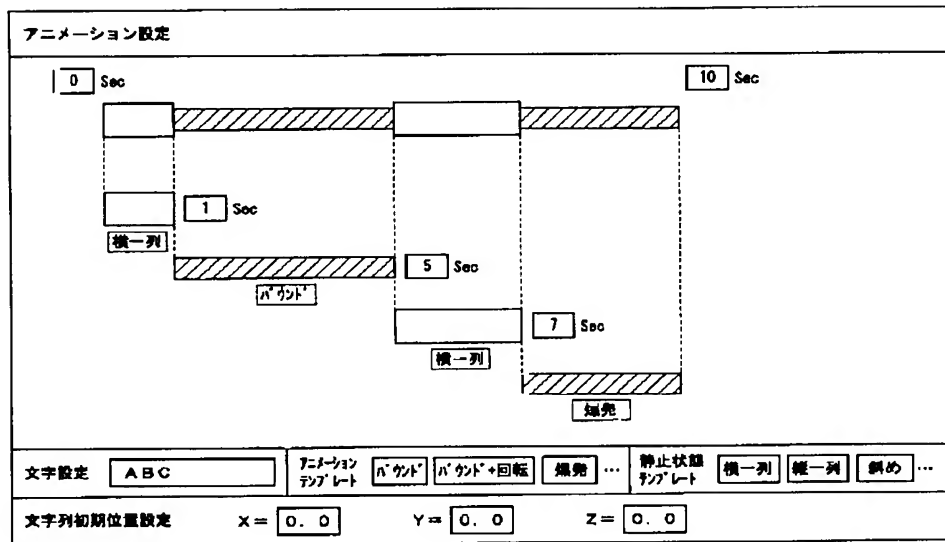 アニメーション設定
0 Sec
10 Sec
1 Sec
横一列
5 Sec
バウンド
7 Sec
横一列
爆発
文字設定 ABC アニメーションテンプレート バウンド バウンド+回転 爆発 … 静止状態テンプレート 横一列 縦一列 斜め …
文字列初期位置設定 X= 0.0 Y= 0.0 Z= 0.0